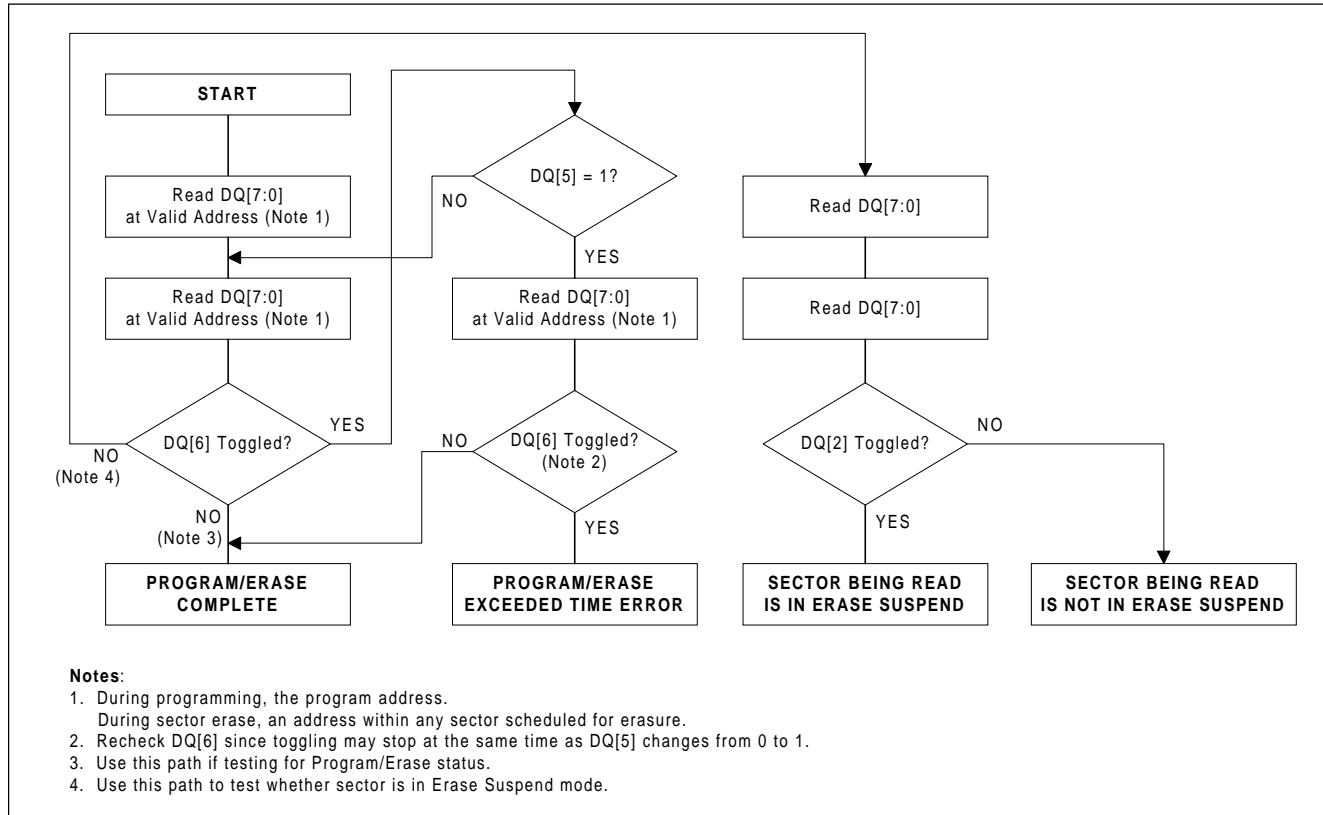 START
Read DQ[7:0]
at Valid Address (Note 1)
Read DQ[7:0]
at Valid Address (Note 1)
DQ[6] Toggled?
YES
NO
(Note 4)
NO
(Note 3)
PROGRAM/ERASE
COMPLETE
DQ[5] = 1?
NO
YES
Read DQ[7:0]
at Valid Address (Note 1)
DQ[6] Toggled?
(Note 2)
NO
YES
PROGRAM/ERASE
EXCEEDED TIME ERROR
Read DQ[7:0]
Read DQ[7:0]
DQ[2] Toggled?
NO
YES
SECTOR BEING READ
IS IN ERASE SUSPEND
SECTOR BEING READ
IS NOT IN ERASE SUSPEND
Notes:
1. During programming, the program address.
During sector erase, an address within any sector scheduled for erasure.
2. Recheck DQ[6] since toggling may stop at the same time as DQ[5] changes from 0 to 1.
3. Use this path if testing for Program/Erase status.
4. Use this path to test whether sector is in Erase Suspend mode.